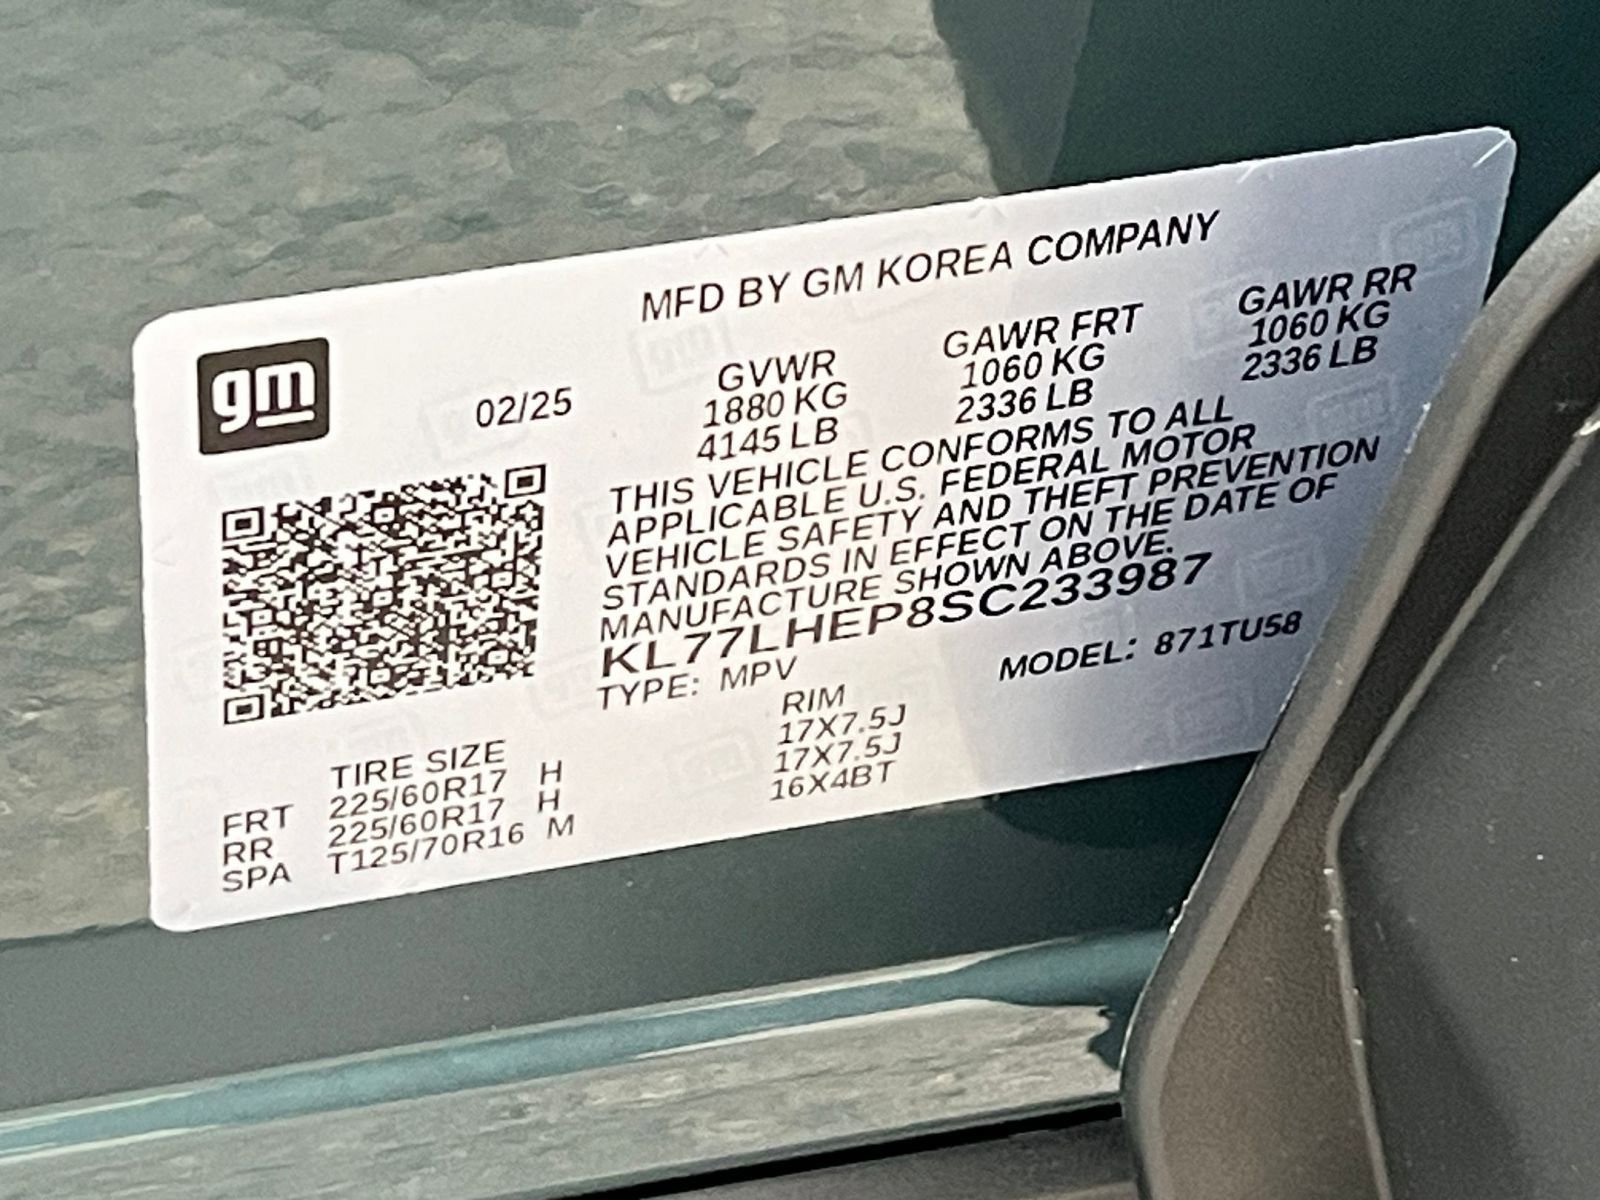 MFD BY GM KOREA COMPANY
gm
02/25
GVWR GAWR FRT GAWR RR
1880 KG 1060 KG 1060 KG
4145 LB 2336 LB 2336 LB
THIS VEHICLE CONFORMS TO ALL
APPLICABLE U.S. FEDERAL MOTOR
VEHICLE SAFETY AND THEFT PREVENTION
STANDARDS IN EFFECT ON THE DATE OF
MANUFACTURE SHOWN ABOVE.
KL77LHEP8SC233987
TYPE: MPV MODEL: 871TU58
TIRE SIZE RIM
FRT 225/60R17 H 17X7.5J
RR 225/60R17 H 17X7.5J
SPA T125/70R16 M 16X4BT